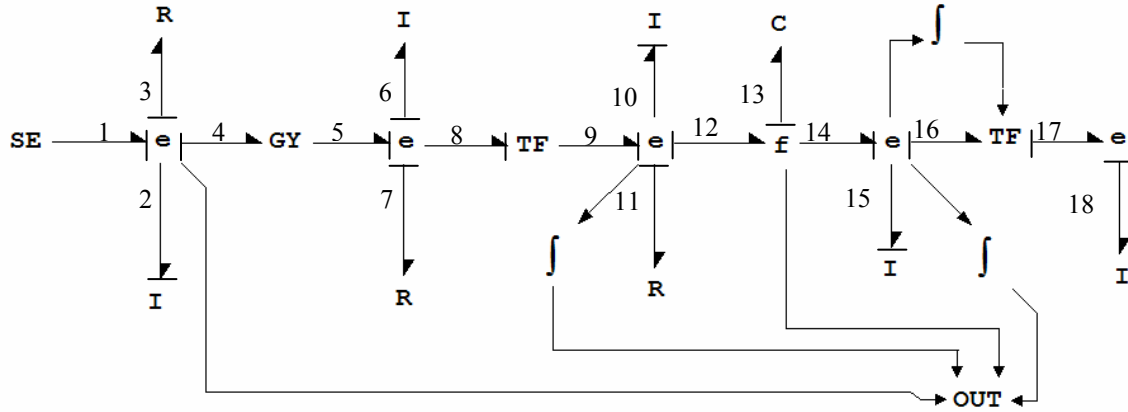 R I I C ∫
3 6 10 13
SE 1 e 4 GY 5 e 8 TF 9 e 12 f 14 e 16 TF 17 e
2 7 11 15 18
∫ I ∫
I R R I
OUT